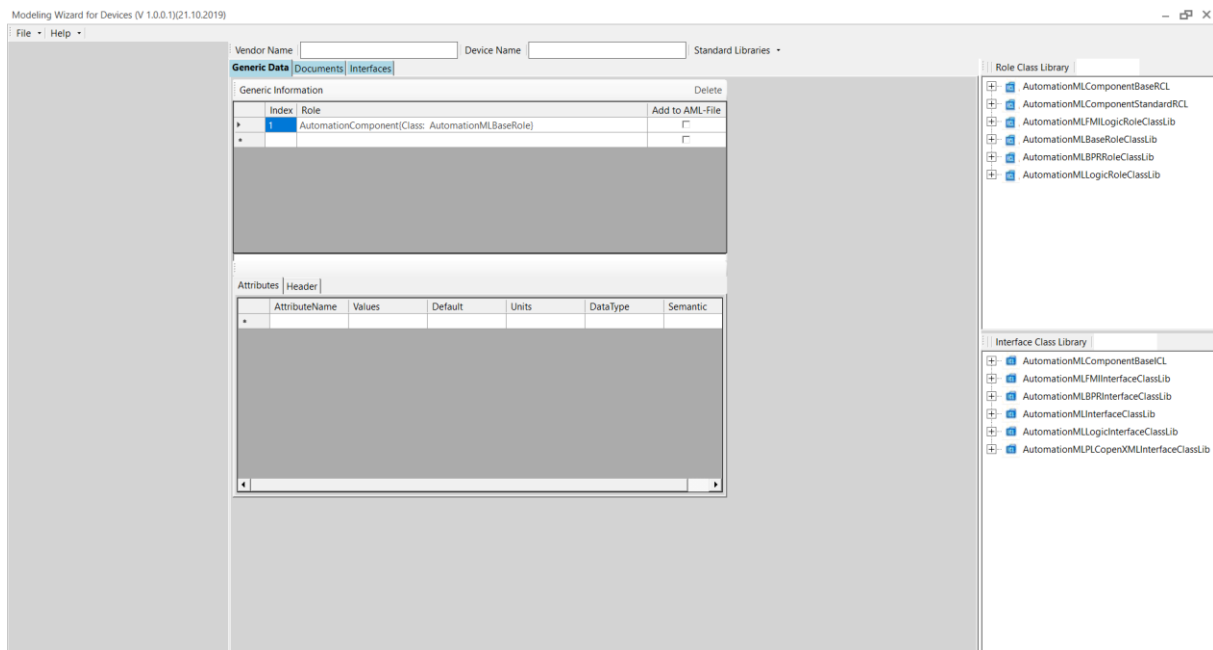 Modeling Wizard for Devices (V 1.0.0.1)(21.10.2019)
File Help
Vendor Name Device Name Standard Libraries
Generic Data Documents Interfaces
Generic Information Delete
Index Role Add to AML-File
1 AutomationComponent{Class: AutomationMLBaseRole}
Attributes Header
AttributeName Values Default Units DataType Semantic
Role Class Library
AutomationMLComponentBaseRCL
AutomationMLComponentStandardRCL
AutomationMLFMILogicRoleClassLib
AutomationMLBaseRoleClassLib
AutomationMLBPRRoleClassLib
AutomationMLLogicRoleClassLib
Interface Class Library
AutomationMLComponentBaseICL
AutomationMLFMIInterfaceClassLib
AutomationMLBPRInterfaceClassLib
AutomationMLInterfaceClassLib
AutomationMLLogicInterfaceClassLib
AutomationMLPLCopenXMLInterfaceClassLib